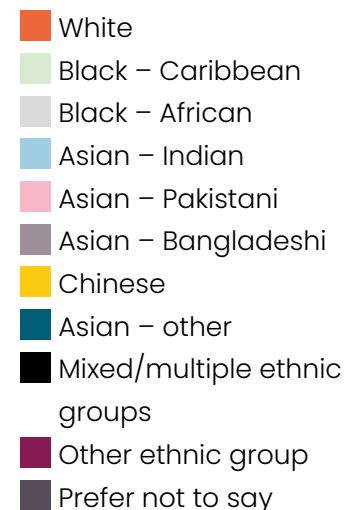 White
Black – Caribbean
Black – African
Asian – Indian
Asian – Pakistani
Asian – Bangladeshi
Chinese
Asian – other
Mixed/multiple ethnic
groups
Other ethnic group
Prefer not to say